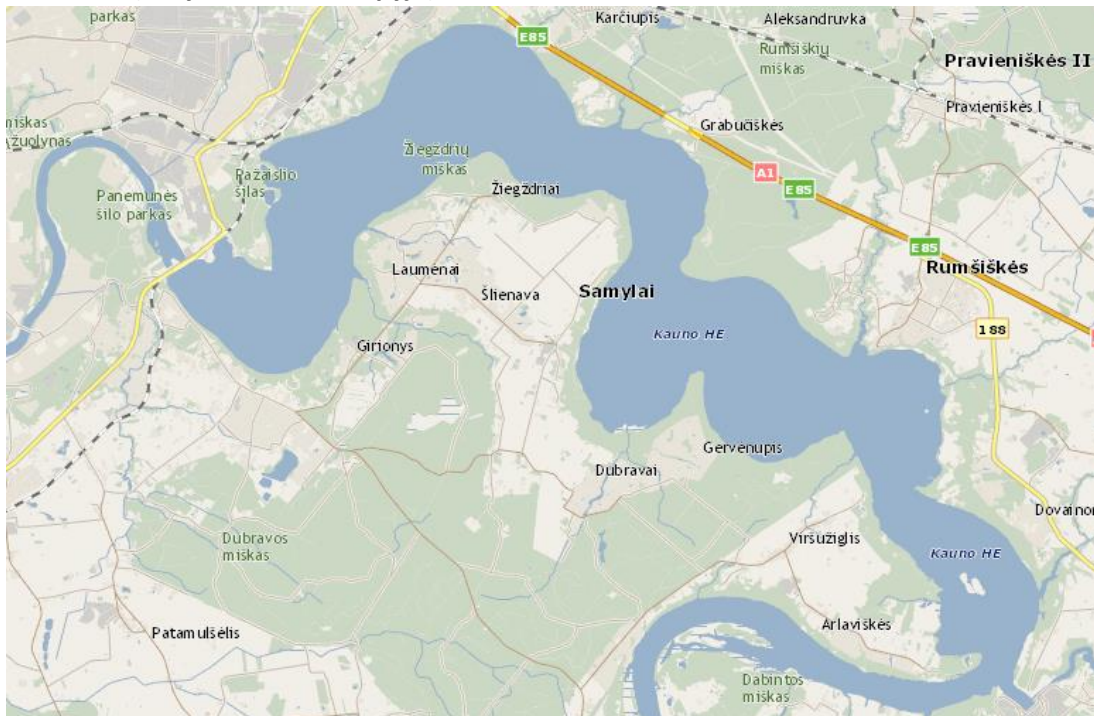 parkas
Karčiupis
Aleksandruvka
E85
Rumšiškių
miškas
Pravieniškės II
Pravieniškės I
miškas
Ąžuolynas
Grabučiškės
Žiegždrių
miškas
A1
E85
Pažaislio
šilas
Žiegždriai
Panemunės
šilo parkas
E85
Rumšiškės
Laumėnai
Šlienava
Samylai
188
Kauno HE
Girionys
Gervėnupis
Dubravai
Dovainon
Dubravos
miškas
Viršužiglis
Kauno HE
Patamulšėlis
Arlaviškės
Dabintos
miškas